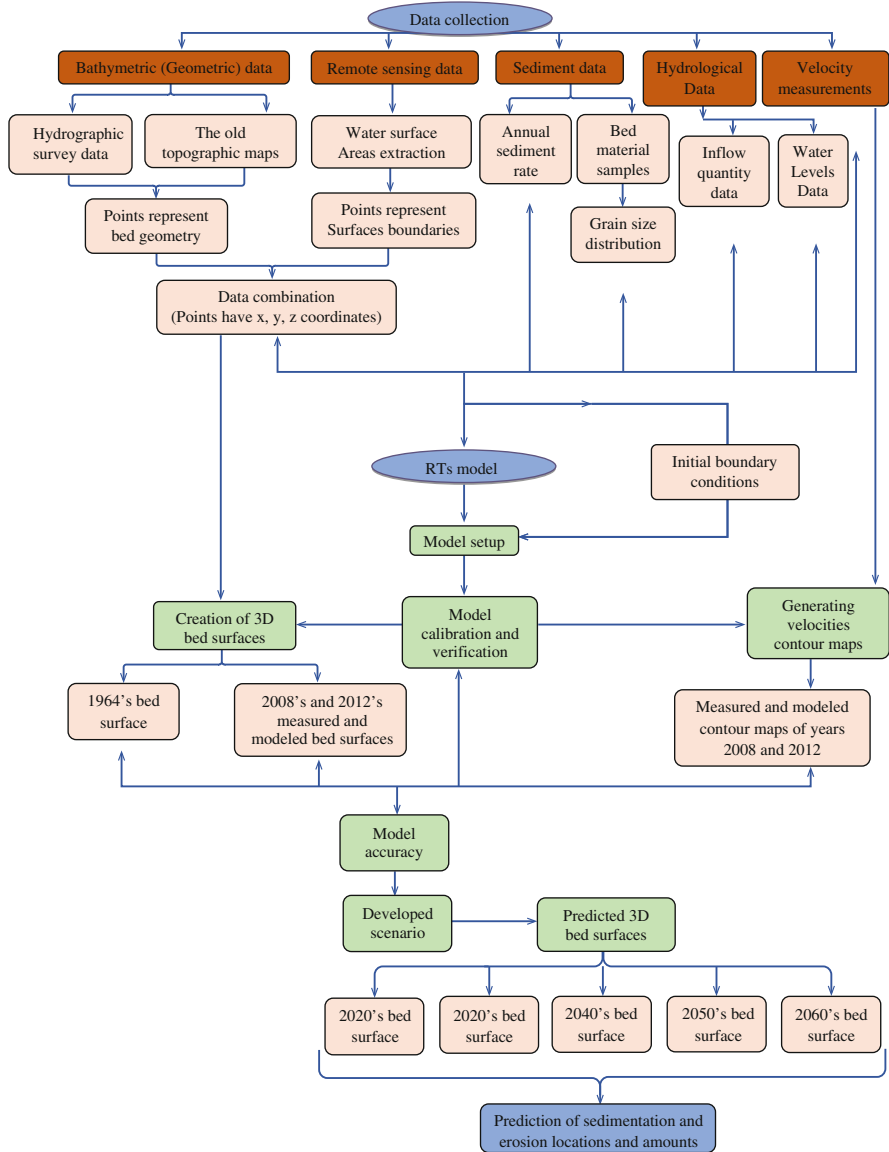 Data collection
Bathymetric (Geometric) data
Remote sensing data
Sediment data
Hydrological
Data
Velocity
measurements
Hydrographic
survey data
The old
topographic maps
Water surface
Areas extraction
Annual
sediment
rate
Bed
material
samples
Inflow
quantity
data
Water
Levels
Data
Points represent
bed geometry
Points represent
Surfaces boundaries
Grain size
distribution
Data combination
(Points have x, y, z coordinates)
RTs model
Initial boundary
conditions
Model setup
Creation of 3D
bed surfaces
Model
calibration and
verification
Generating
velocities
contour maps
1964's bed
surface
2008's and 2012's
measured and
modeled bed surfaces
Measured and modeled
contour maps of years
2008 and 2012
Model
accuracy
Developed
scenario
Predicted 3D
bed surfaces
2020's bed
surface
2020's bed
surface
2040's bed
surface
2050's bed
surface
2060's bed
surface
Prediction of sedimentation and
erosion locations and amounts